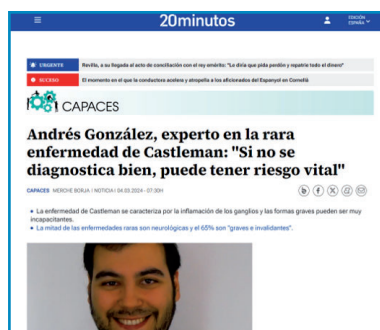 20minutos
EDICIÓN
ESPAÑA
URGENTE Revilla, a su llegada al acto de conciliación con el rey emérito: "Le diría que pida perdón y repatrie todo el dinero"
SUCESO El momento en el que la conductora acelera y atropella a los aficionados del Espanyol en Cornellà
CAPACES
Andrés González, experto en la rara
enfermedad de Castleman: "Si no se
diagnostica bien, puede tener riesgo vital"
CAPACES MERCHE BORJA | NOTICIA | 04.03.2024 - 07:30H
La enfermedad de Castleman se caracteriza por la inflamación de los ganglios y las formas graves pueden ser muy
incapacitantes.
La mitad de las enfermedades raras son neurológicas y el 65% son "graves e invalidantes".